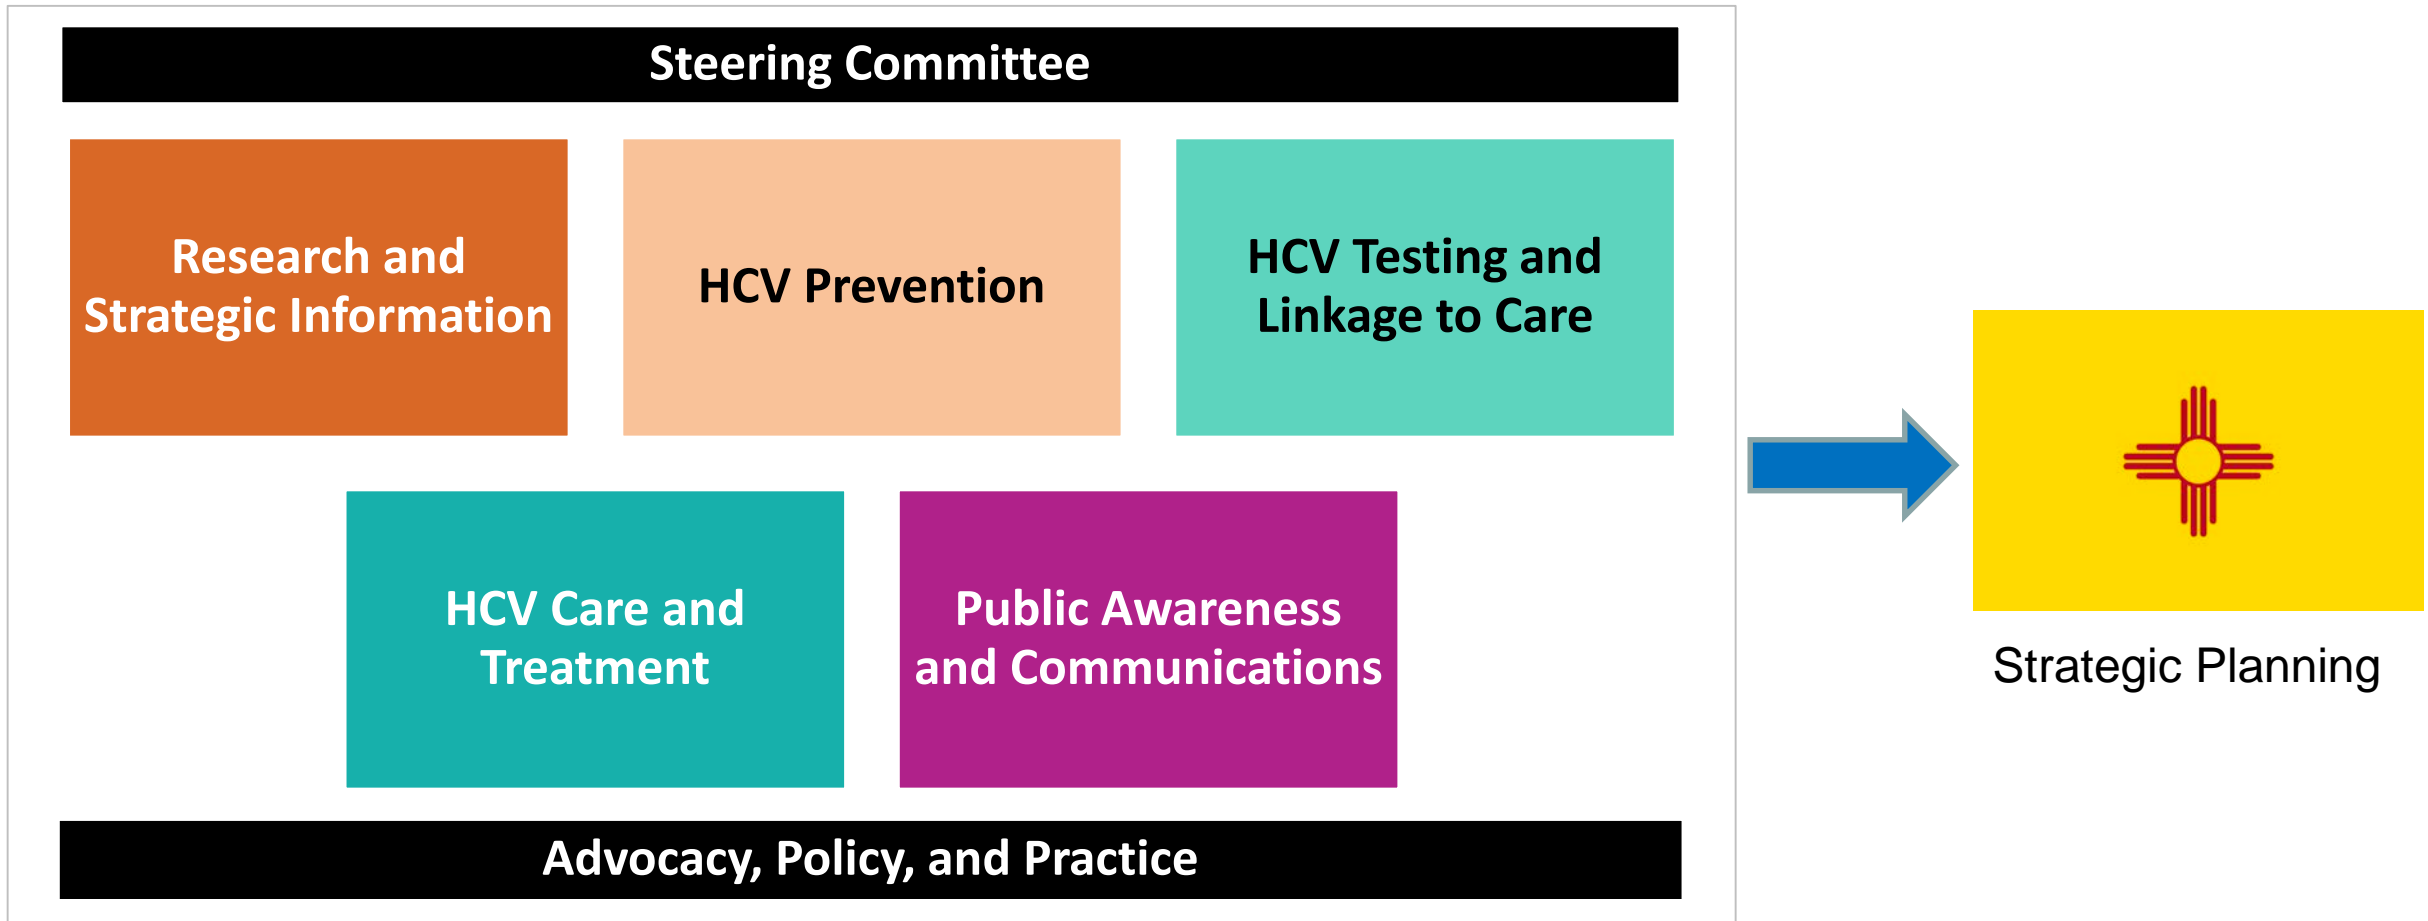 Steering Committee
Research and
Strategic Information
HCV Prevention
HCV Testing and
Linkage to Care
HCV Care and
Treatment
Public Awareness
and Communications
Advocacy, Policy, and Practice
Strategic Planning